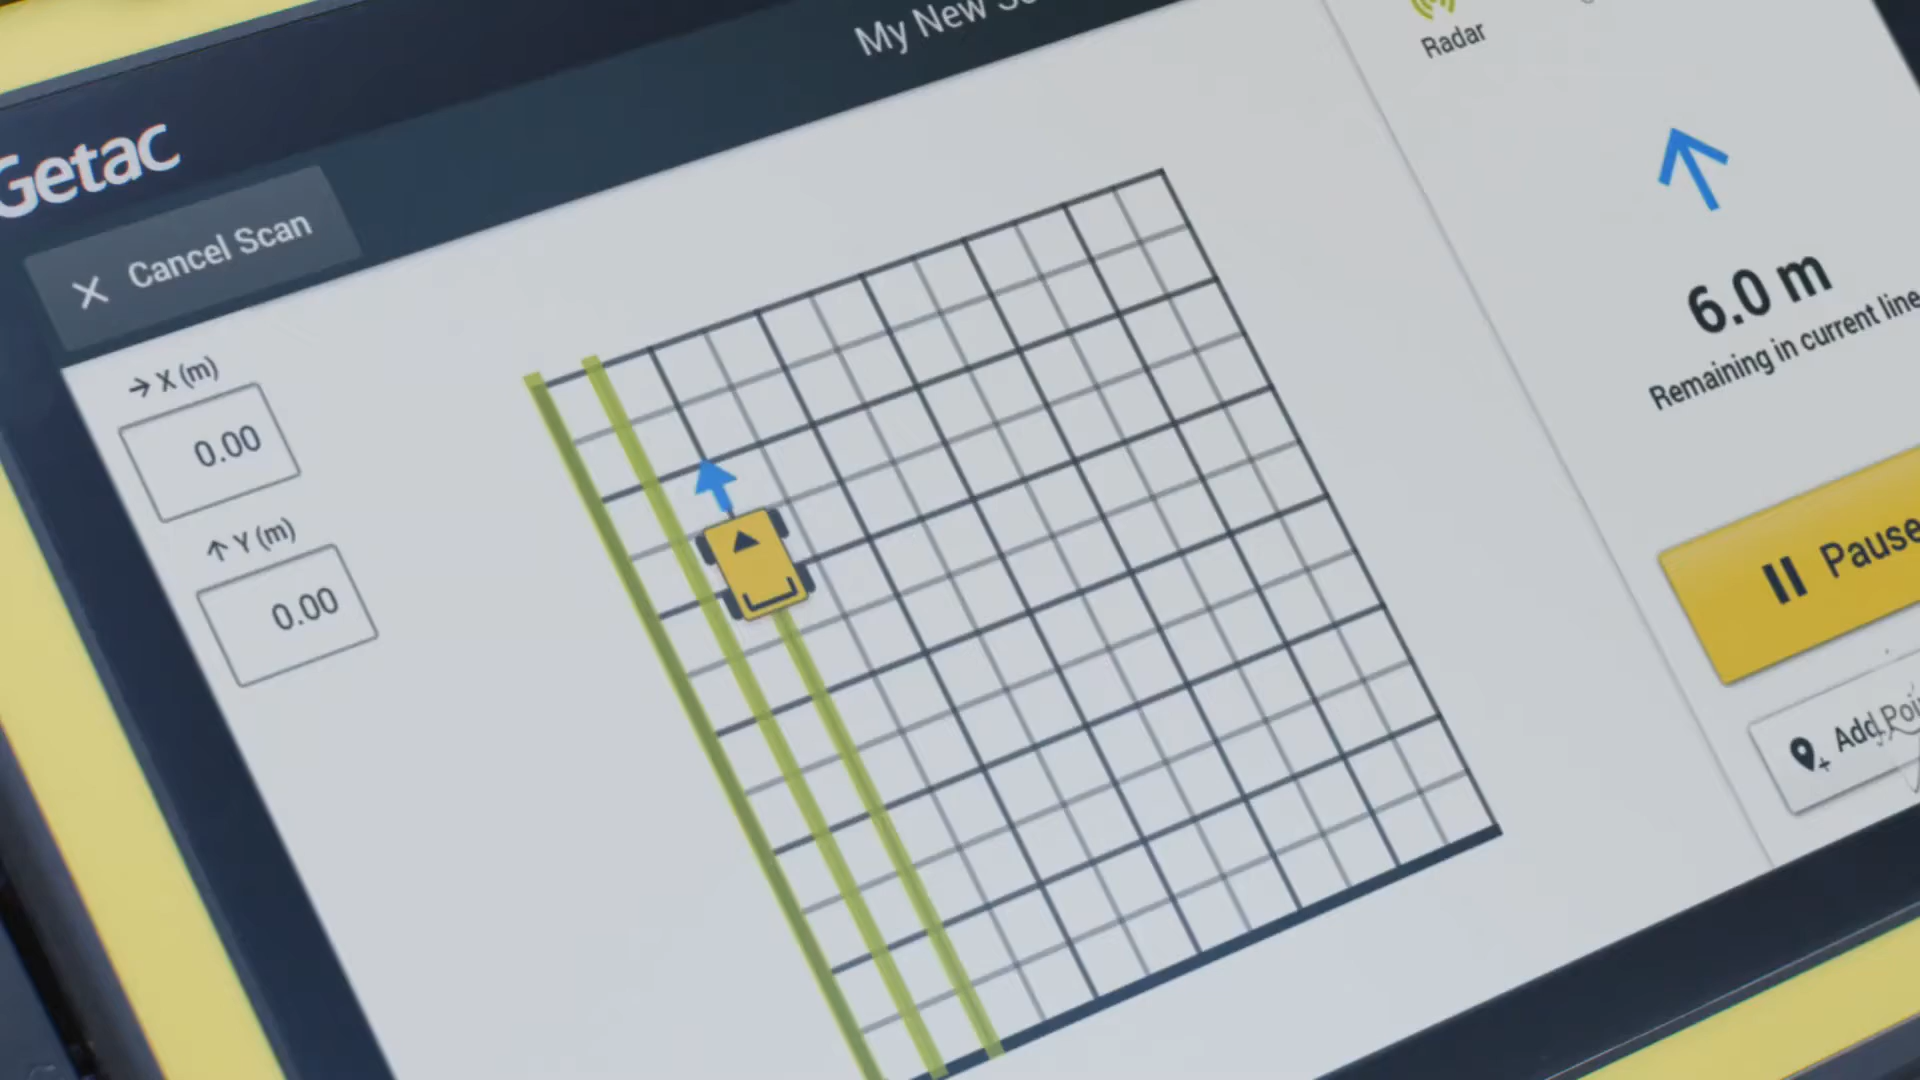 My New
Getac
Radar
Cancel Scan
X (m)
0.00
6.0 m
Remaining in current line
Y (m)
0.00
Pause
Add